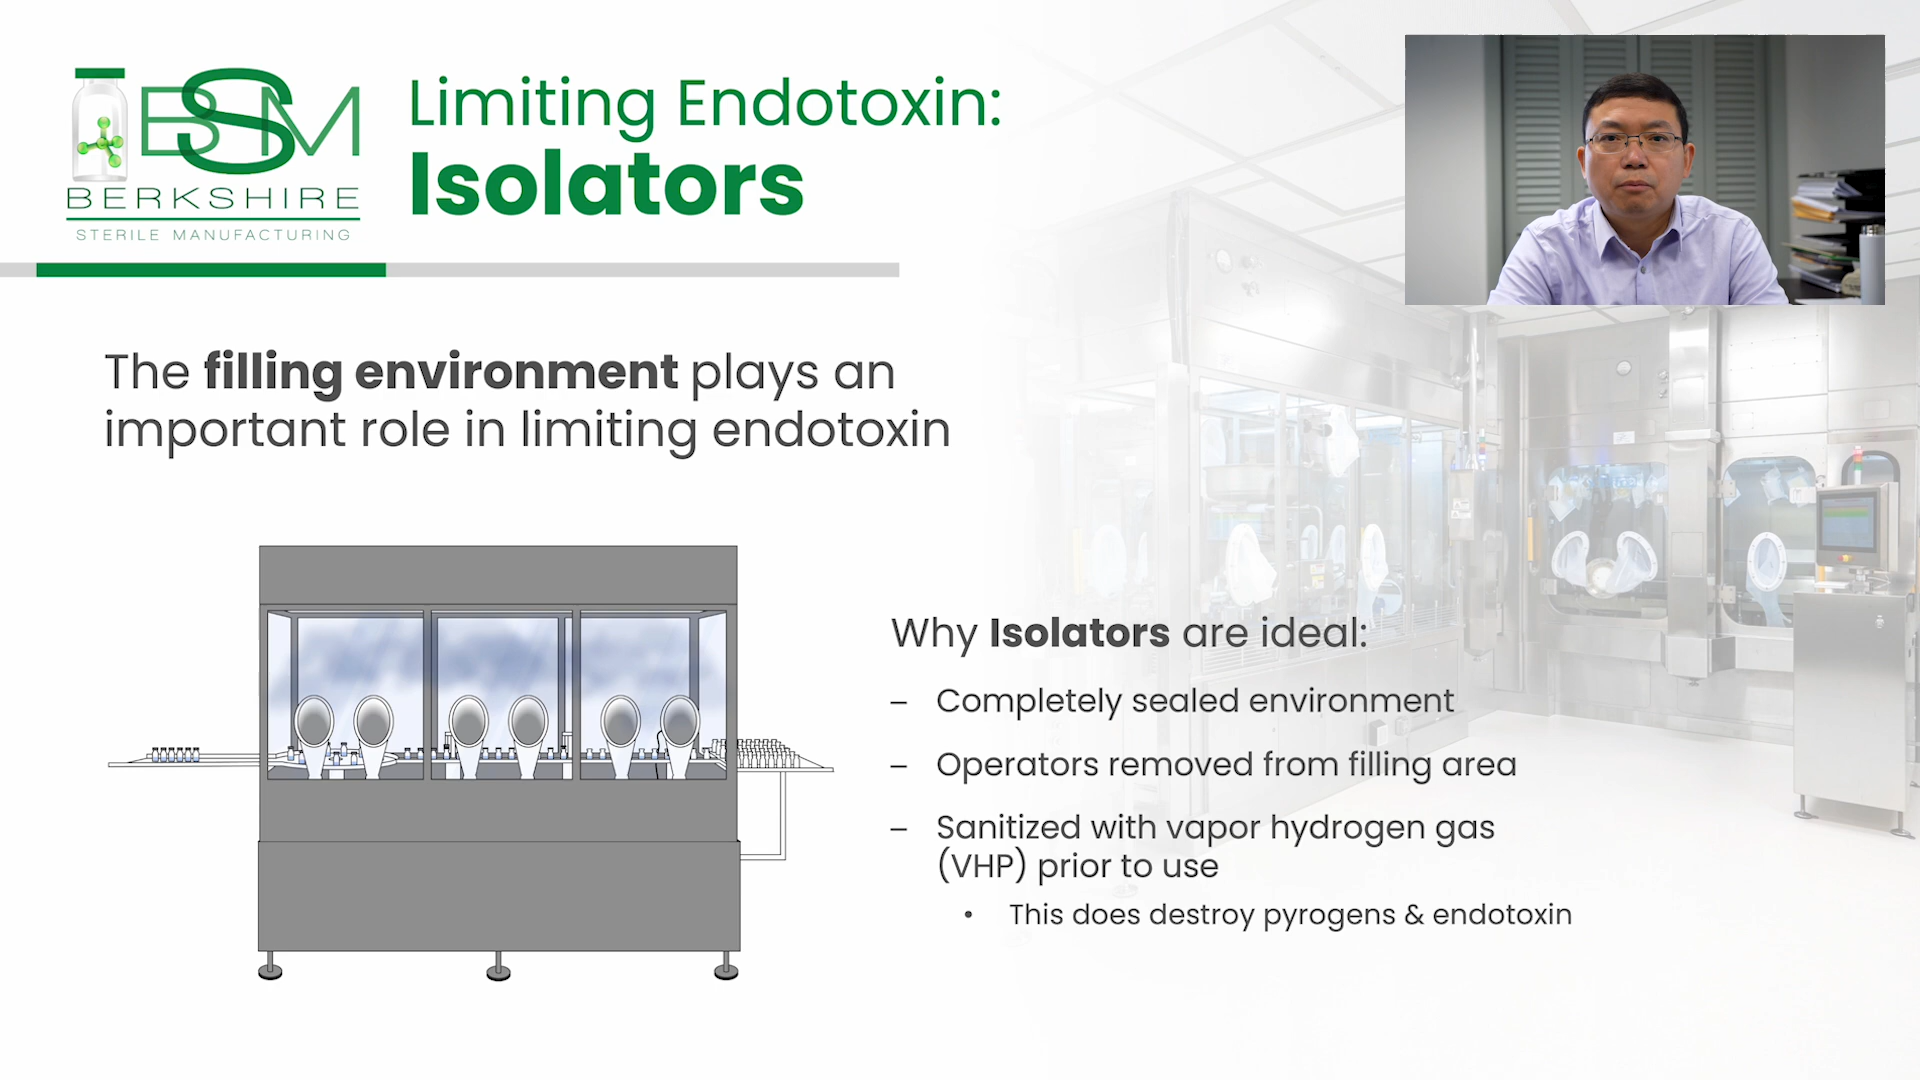 BSM
BERKSHIRE
STERILE MANUFACTURING
Limiting Endotoxin:
Isolators
The filling environment plays an
important role in limiting endotoxin
Why Isolators are ideal:
– Completely sealed environment
– Operators removed from filling area
– Sanitized with vapor hydrogen gas
(VHP) prior to use
• This does destroy pyrogens & endotoxin